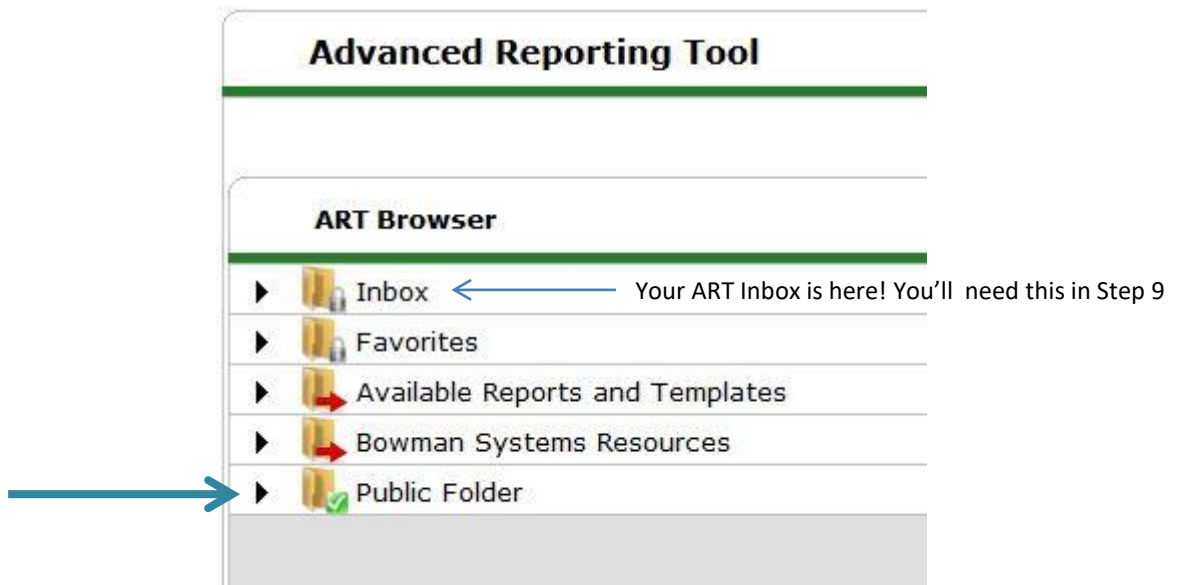 Advanced Reporting Tool
ART Browser
Inbox Your ART Inbox is here! You’ll need this in Step 9
Favorites
Available Reports and Templates
Bowman Systems Resources
Public Folder